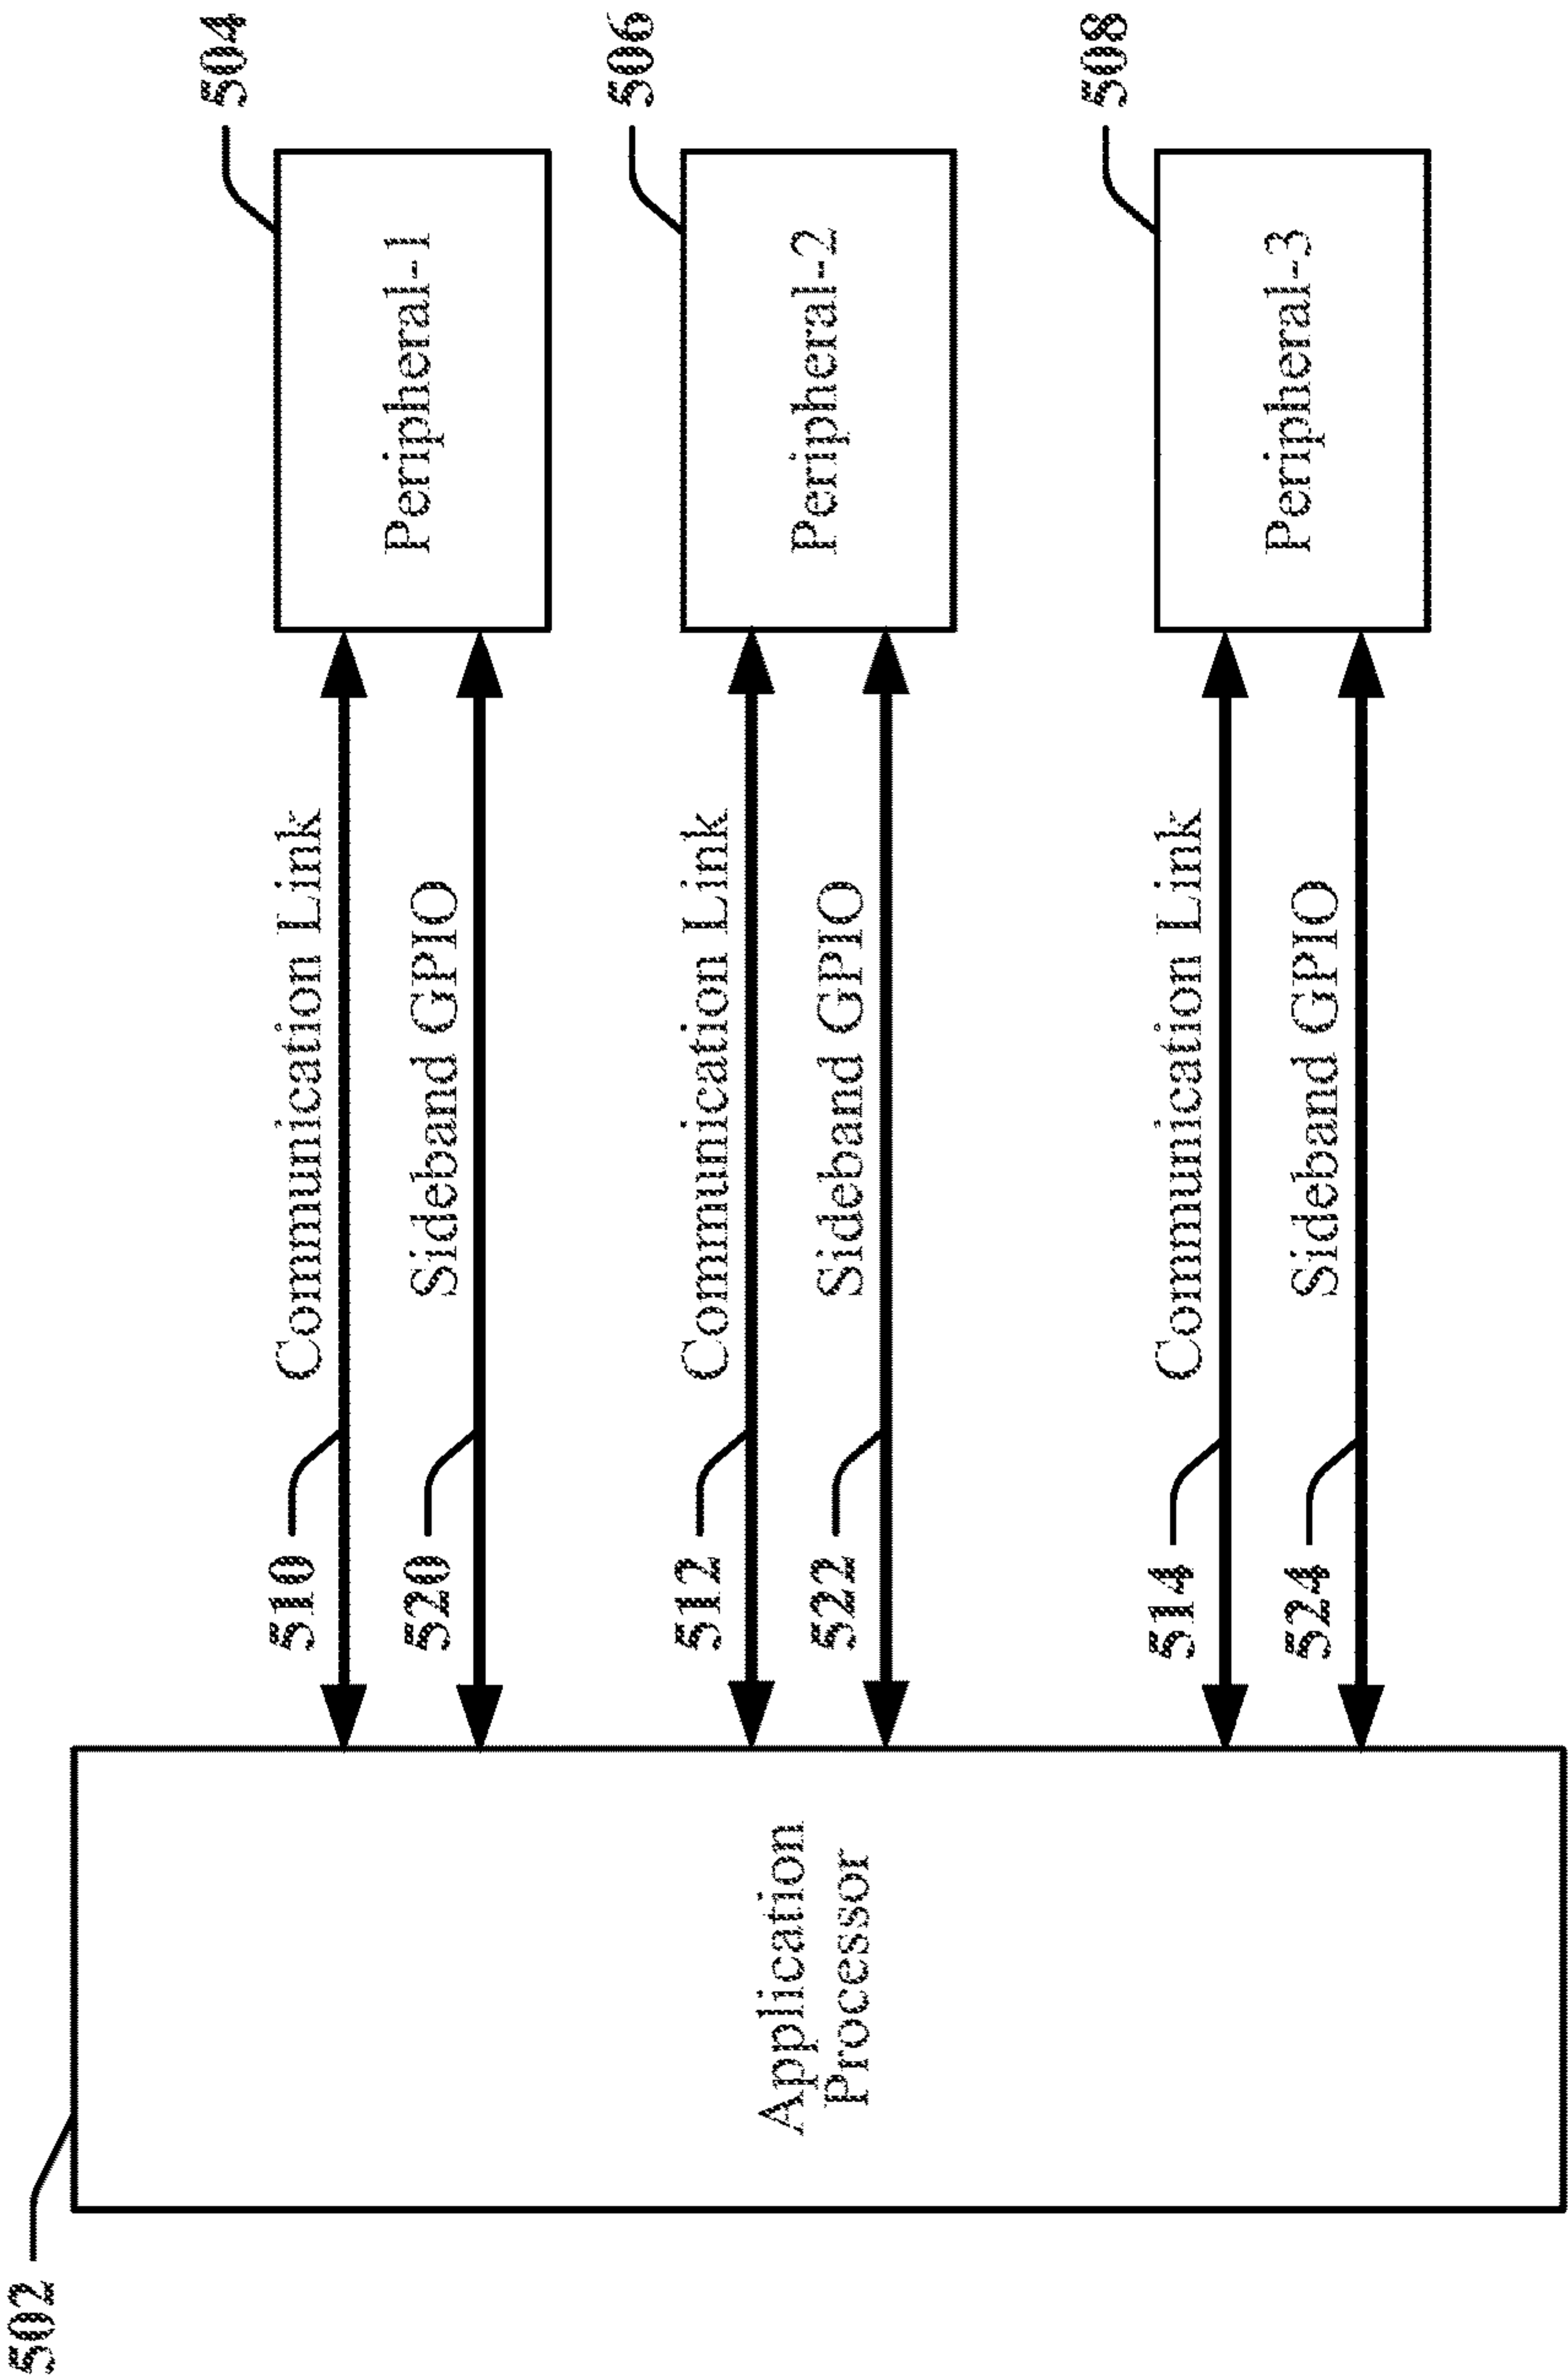 502
Application
Processor
510
Communication Link
504
Peripheral-1
520
Sideband GPIO
512
Communication Link
506
Peripheral-2
522
Sideband GPIO
514
Communication Link
508
Peripheral-3
524
Sideband GPIO